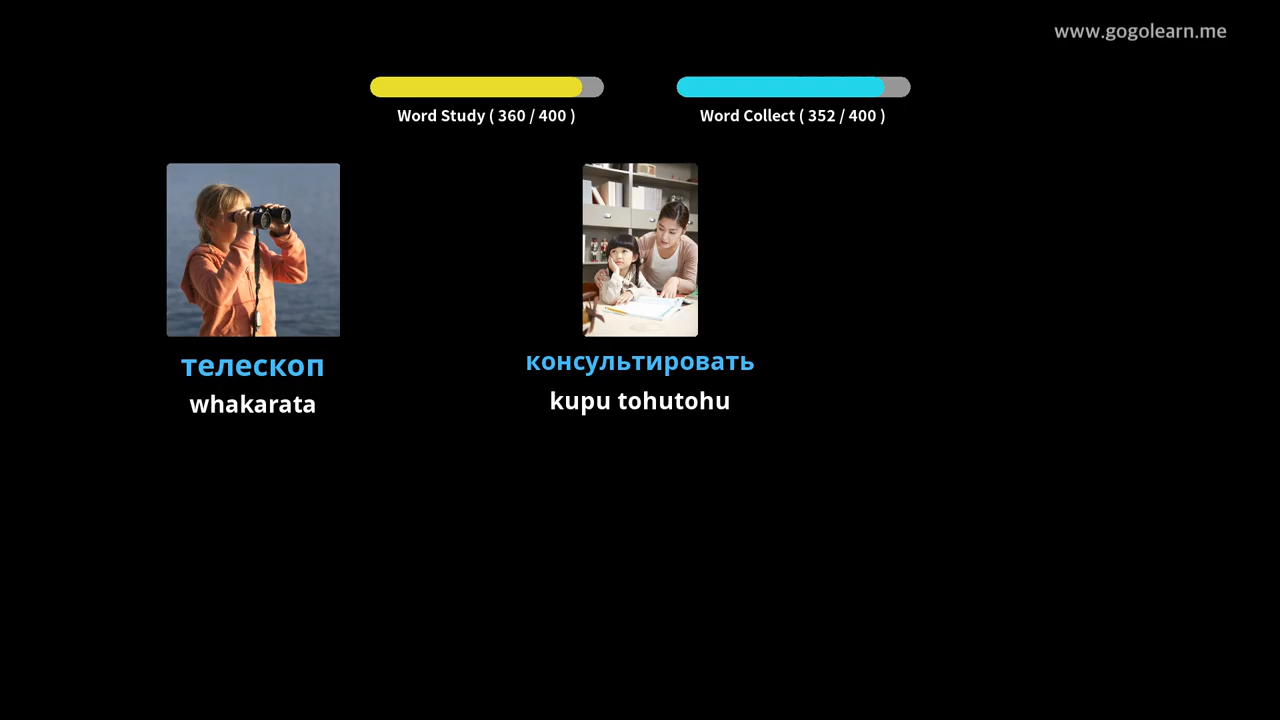 www.gogolearn.me
Word Study ( 360 / 400 )
Word Collect ( 352 / 400 )
телескоп
whakarata
консультировать
kupu tohutohu